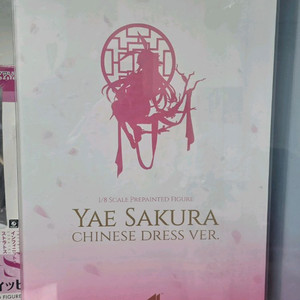 1/8 Scale Prepainted Figure
Yae Sakura
Chinese Dress Ver.